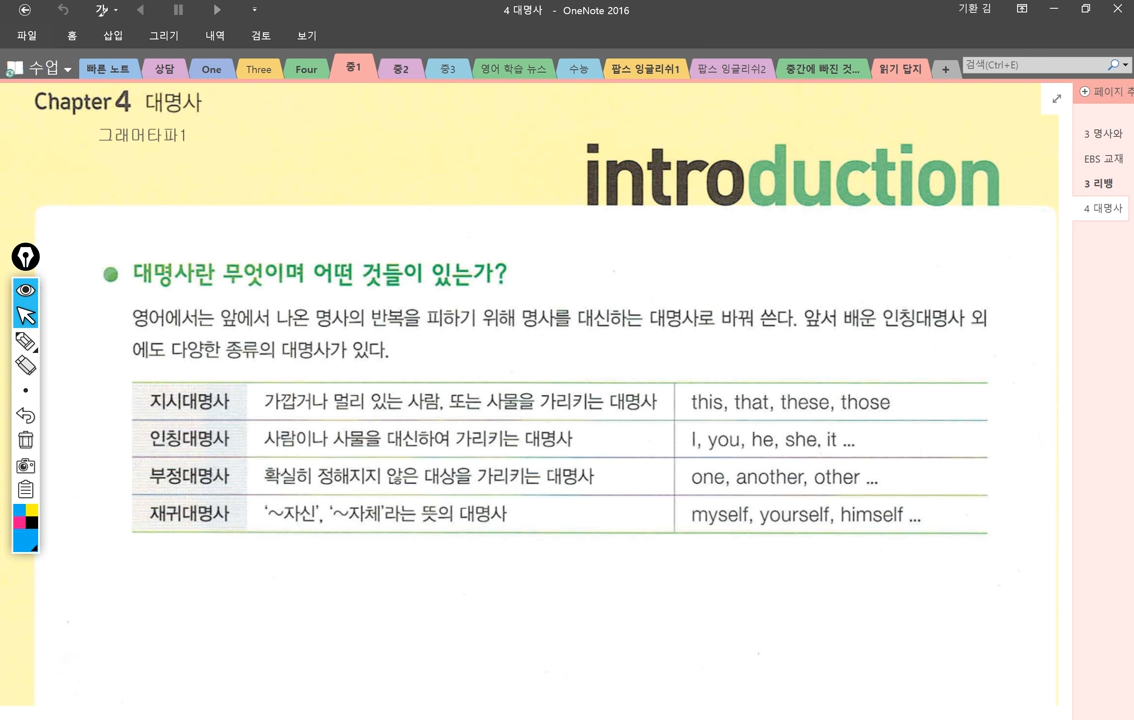 4 대명사 - OneNote 2016
기환 김
파일 홈 삽입 그리기 내역 검토 보기
수업 빠른 노트 상담 One Three Four 중1 중2 중3 영어 학습 뉴스 수능 팝스 잉글리쉬1 팝스 잉글리쉬2 중간에 빠진 것... 읽기 답지 + 검색(Ctrl+E)
Chapter 4 대명사
그래머타파1
페이지 추
3 명사와
EBS 교재
3 리뱅
4 대명사
introduction
대명사란 무엇이며 어떤 것들이 있는가?
영어에서는 앞에서 나온 명사의 반복을 피하기 위해 명사를 대신하는 대명사로 바꿔 쓴다. 앞서 배운 인칭대명사 외
에도 다양한 종류의 대명사가 있다.
지시대명사 가깝거나 멀리 있는 사람, 또는 사물을 가리키는 대명사 this, that, these, those
인칭대명사 사람이나 사물을 대신하여 가리키는 대명사 I, you, he, she, it ...
부정대명사 확실히 정해지지 않은 대상을 가리키는 대명사 one, another, other ...
재귀대명사 ‘~자신’, ‘~자체’라는 뜻의 대명사 myself, yourself, himself ...